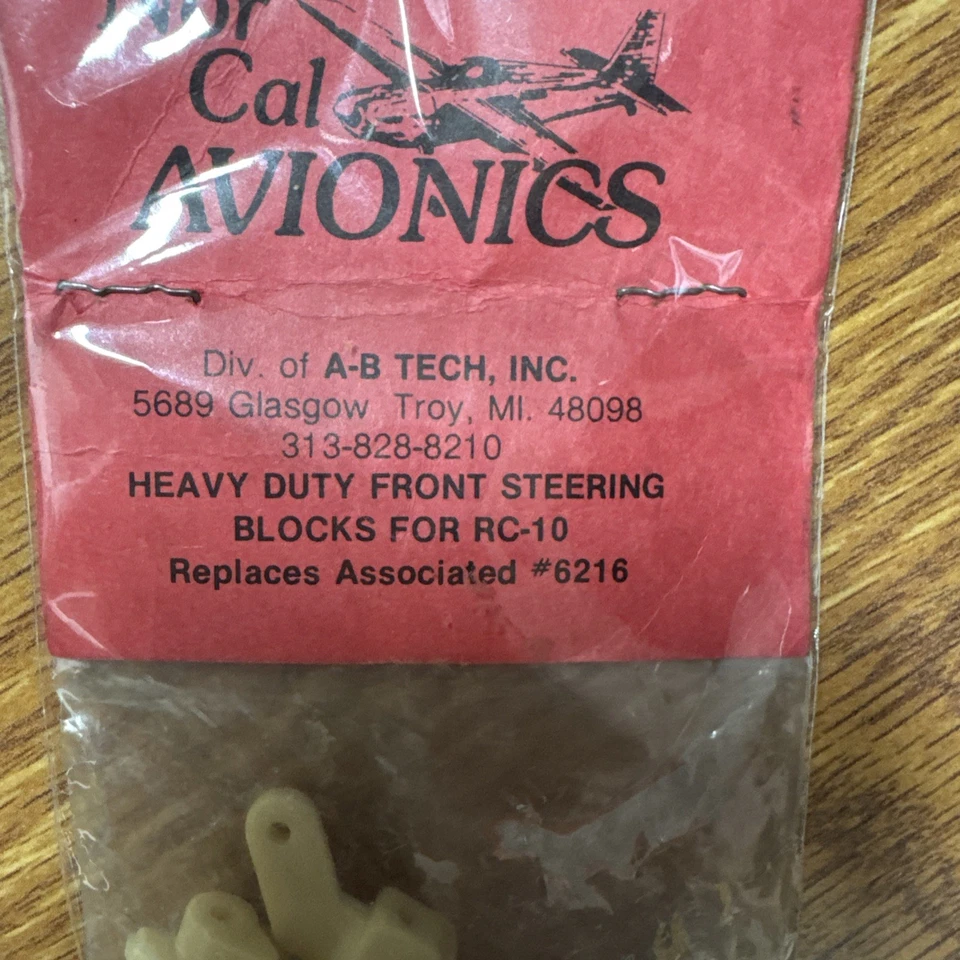 Nor
Cal
AVIONICS
Div. of A-B TECH, INC.
5689 Glasgow Troy, MI. 48098
313-828-8210
HEAVY DUTY FRONT STEERING
BLOCKS FOR RC-10
Replaces Associated #6216